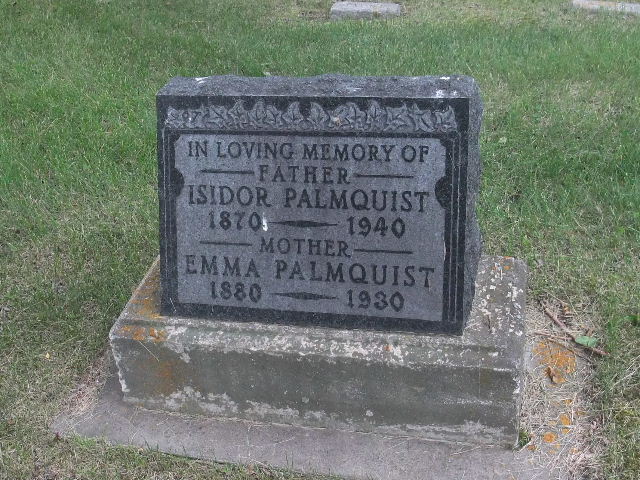 IN LOVING MEMORY OF
FATHER
ISIDOR PALMQUIST
1870 1940
MOTHER
EMMA PALMQUIST
1880 1930